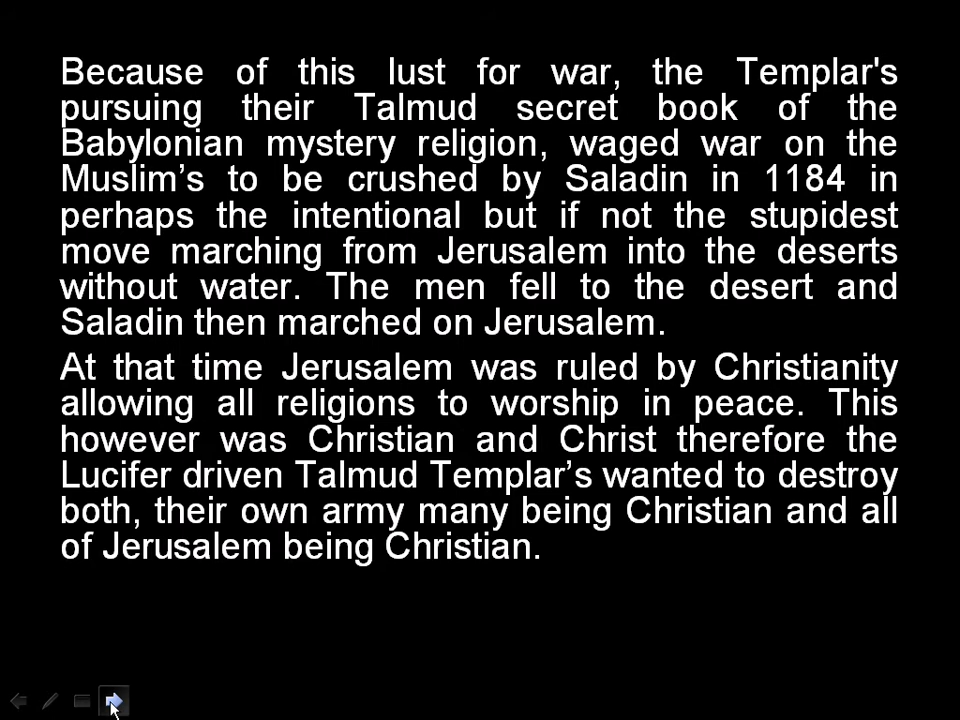 Because of this lust for war, the Templar's
pursuing their Talmud secret book of the
Babylonian mystery religion, waged war on the
Muslim’s to be crushed by Saladin in 1184 in
perhaps the intentional but if not the stupidest
move marching from Jerusalem into the deserts
without water. The men fell to the desert and
Saladin then marched on Jerusalem.
At that time Jerusalem was ruled by Christianity
allowing all religions to worship in peace. This
however was Christian and Christ therefore the
Lucifer driven Talmud Templar’s wanted to destroy
both, their own army many being Christian and all
of Jerusalem being Christian.